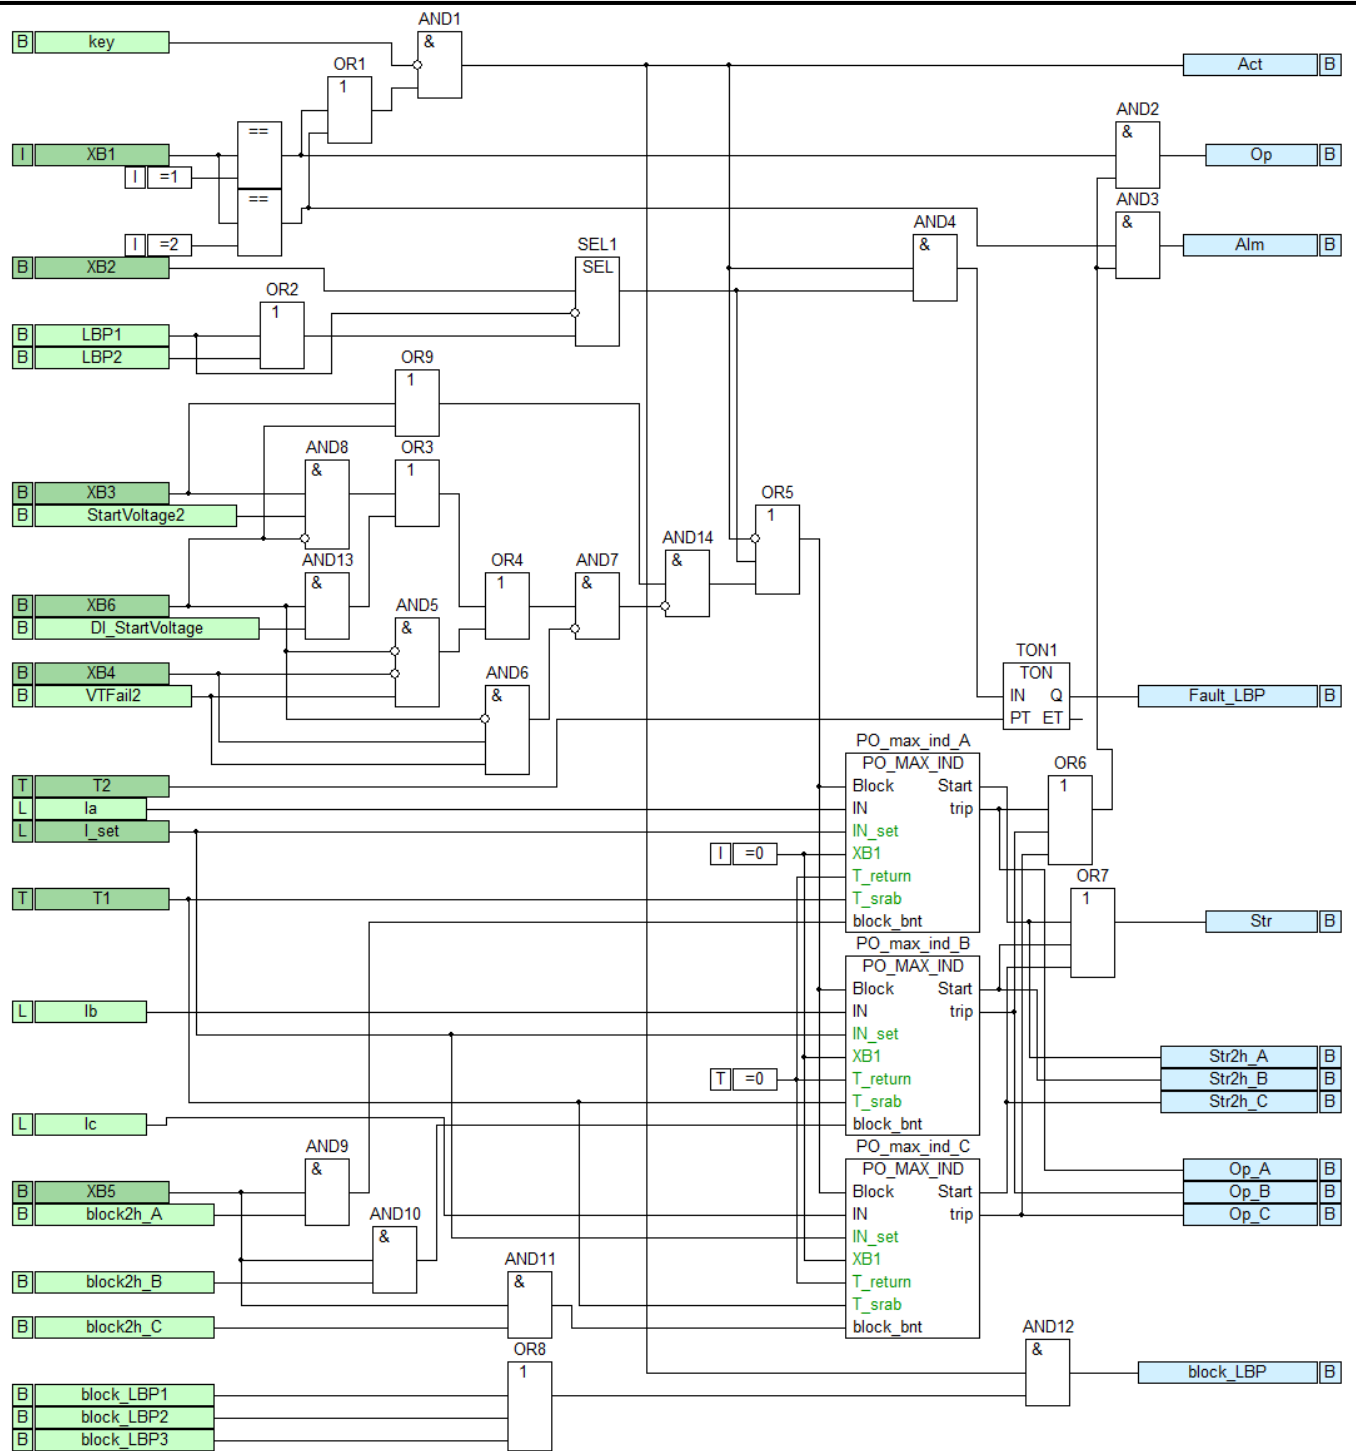 AND1
B key &
OR1
1
Act B
AND2
== &
I XB1 Op B
I =1
== AND3
&
AND4
I =2 SEL1 & Alm B
B XB2 SEL
OR2
1
B LBP1
B LBP2 OR9
1
AND8 OR3
& 1
B XB3 OR5
B StartVoltage2 1
AND14
AND13 OR4 AND7 &
& 1 &
B XB6 AND5
B DI_StartVoltage &
TON1
B XB4 AND6 TON
B VTFail2 & IN Q Fault_LBP B
PT ET
PO_max_ind_A
PO_MAX_IND OR6
B
T T2 Block Start 1
L Ia IN trip
L I_set IN_set
I =0 XB1
T_return OR7
T T1 T_srab 1
block_bnt Str B
PO_max_ind_B
PO_MAX_IND
Block Start
L Ib IN trip
IN_set
XB1 Str2h_A B
T =0 T_return Str2h_B B
T_srab Str2h_C B
L Ic block_bnt
AND9 PO_max_ind_C
& PO_MAX_IND Op_A B
B XB5 Block Start Op_B B
B block2h_A AND10 IN trip Op_C B
& IN_set
AND11 XB1
B block2h_B & T_return
T_srab
B block2h_C block_bnt AND12
OR8 &
1 block_LBP B
B block_LBP1
B block_LBP2
B block_LBP3